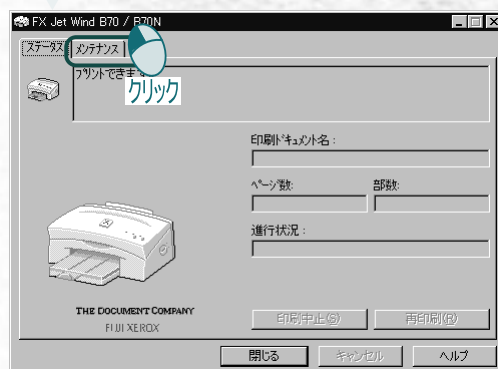 FX Jet Wind B70 / B70N
ステータス メンテナンス
プリントできます
クリック
印刷ドキュメント名：
ページ数: 部数:
進行状況：
THE DOCUMENT COMPANY
FUJI XEROX
印刷中止(S) 再印刷(R)
閉じる キャンセル ヘルプ